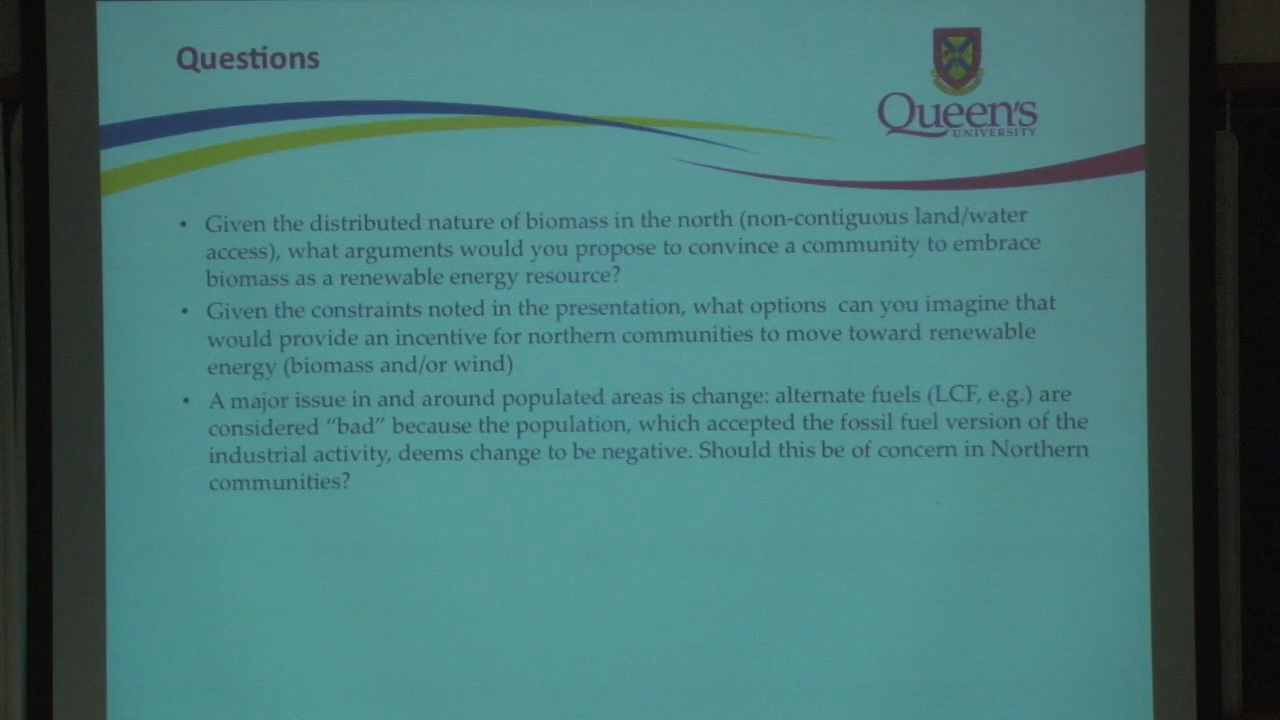 Questions
Queen's
UNIVERSITY
• Given the distributed nature of biomass in the north (non-contiguous land/water
access), what arguments would you propose to convince a community to embrace
biomass as a renewable energy resource?
• Given the constraints noted in the presentation, what options  can you imagine that
would provide an incentive for northern communities to move toward renewable
energy (biomass and/or wind)
• A major issue in and around populated areas is change: alternate fuels (LCF, e.g.) are
considered “bad” because the population, which accepted the fossil fuel version of the
industrial activity, deems change to be negative. Should this be of concern in Northern
communities?